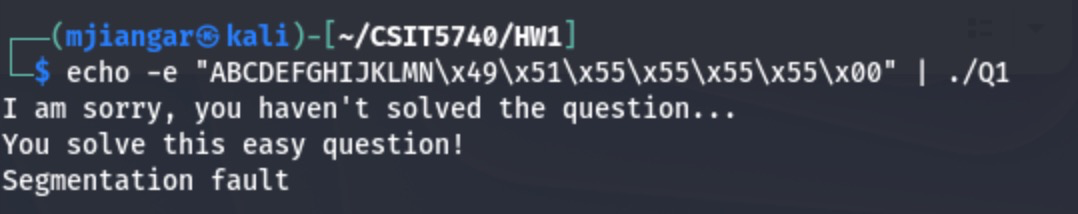 ┌──(mjiangar㉿kali)-[~/CSIT5740/HW1]
└─$ echo -e "ABCDEFGHIJKLMN\x49\x51\x55\x55\x55\x55\x00" | ./Q1
I am sorry, you haven't solved the question...
You solve this easy question!
Segmentation fault